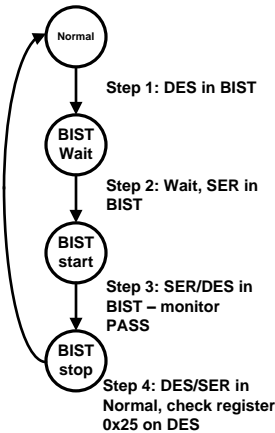 Normal
Step 1: DES in BIST
BIST
Wait
Step 2: Wait, SER in
BIST
BIST
start
Step 3: SER/DES in
BIST – monitor
PASS
BIST
stop
Step 4: DES/SER in
Normal, check register
0x25 on DES